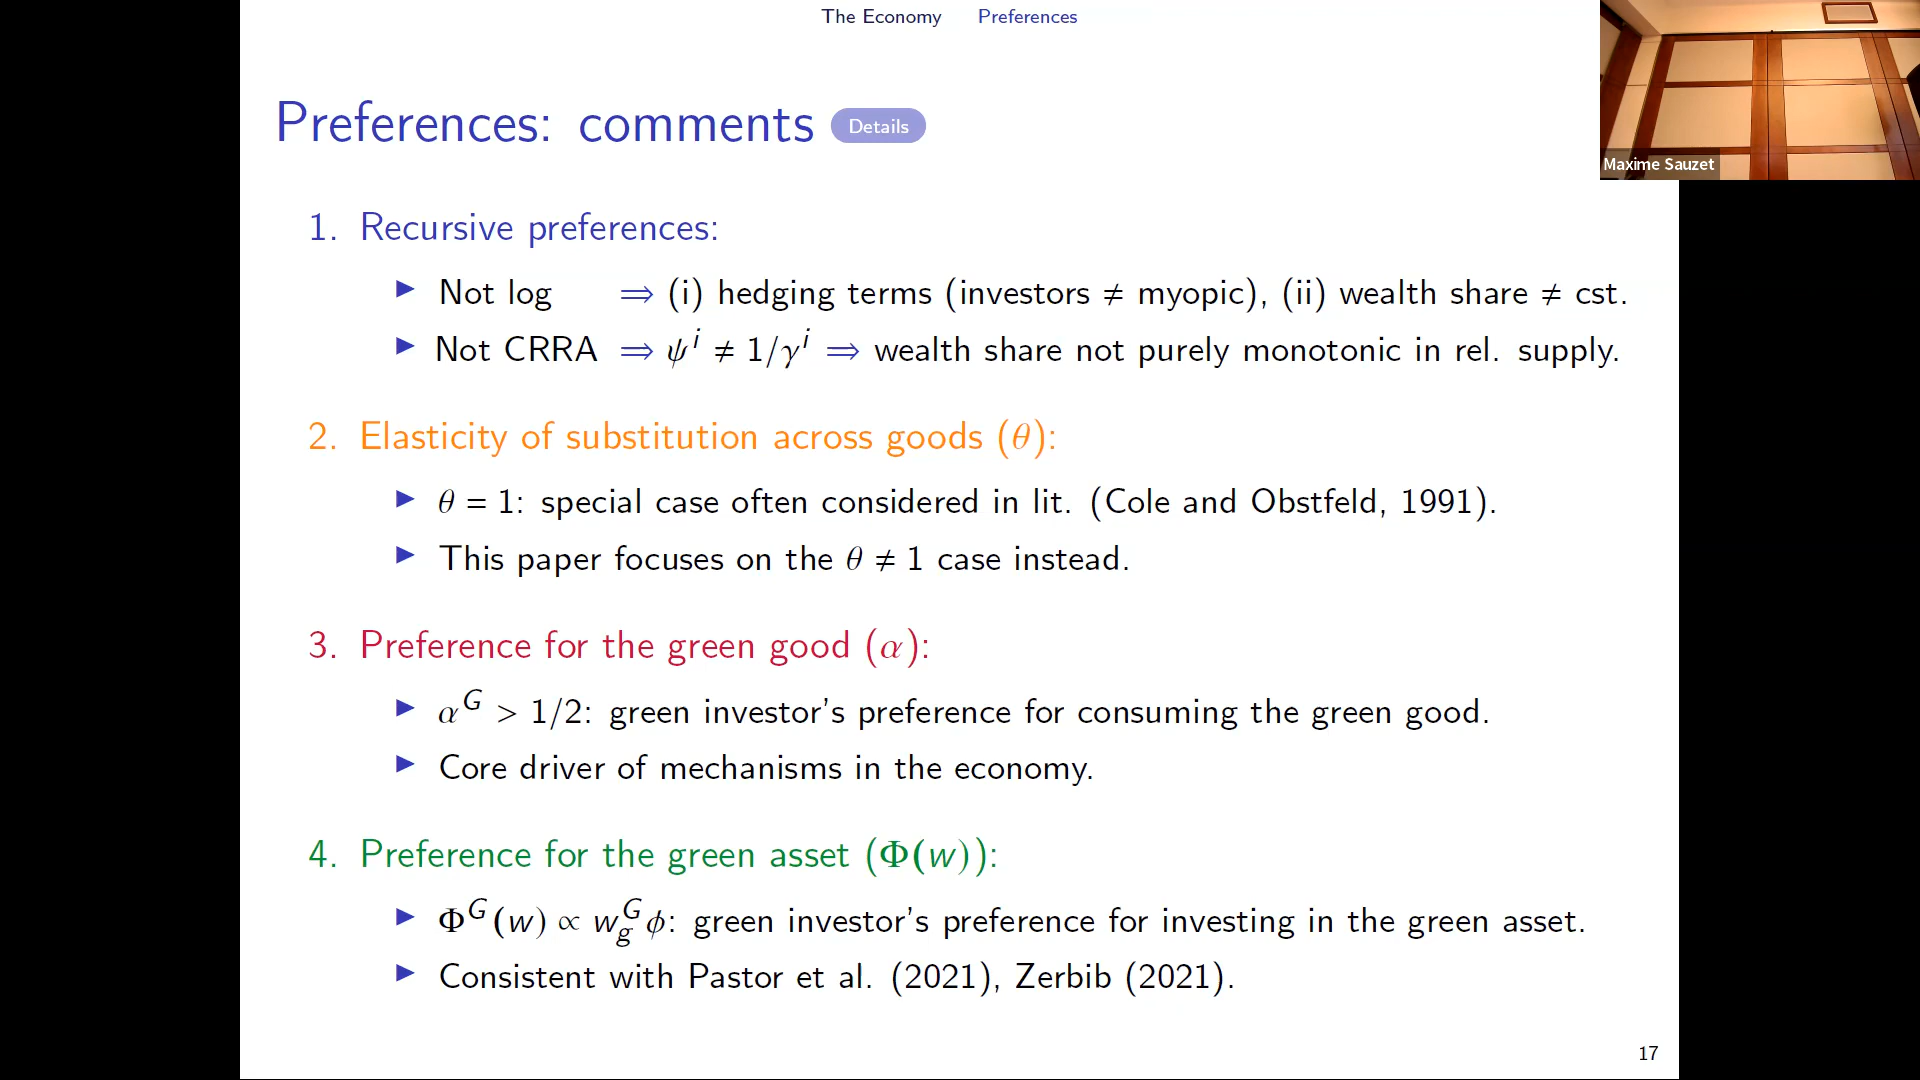 The Economy Preferences
Preferences: comments Details
Maxime Sauzet
1. Recursive preferences:
▶ Not log ⟹ (i) hedging terms (investors ≠ myopic), (ii) wealth share ≠ cst.
▶ Not CRRA ⟹ ψ^i ≠ 1/γ^i ⟹ wealth share not purely monotonic in rel. supply.
2. Elasticity of substitution across goods (θ):
▶ θ = 1: special case often considered in lit. (Cole and Obstfeld, 1991).
▶ This paper focuses on the θ ≠ 1 case instead.
3. Preference for the green good (α):
▶ α^G > 1/2: green investor's preference for consuming the green good.
▶ Core driver of mechanisms in the economy.
4. Preference for the green asset (Φ(w)):
▶ Φ^G(w) ∝ w_g^G φ: green investor's preference for investing in the green asset.
▶ Consistent with Pastor et al. (2021), Zerbib (2021).
17